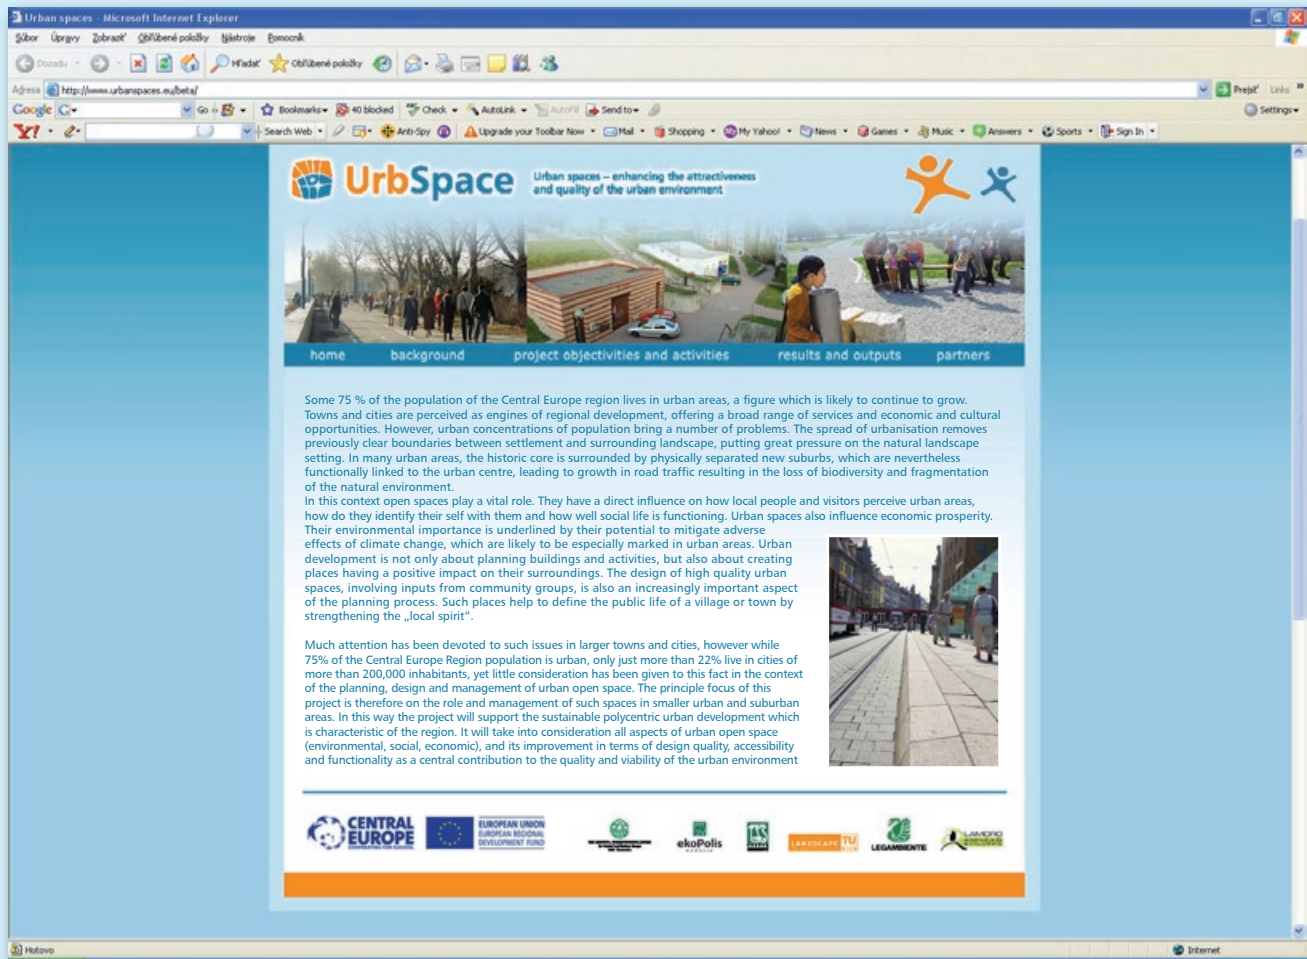 Urban spaces - Microsoft Internet Explorer
Súbor Úpravy Zobraziť Obľúbené položky Nástroje Pomocník
Dozadu Hľadať Obľúbené položky
Adresa http://www.urbanspaces.eu/beta/ Prejsť Links »
Google G Go Bookmarks 40 blocked Check AutoLink AutoFill Send to Settings
Y! Search Web Anti-Spy Upgrade your Toolbar Now Mail Shopping My Yahoo! News Games Music Answers Sports Sign In
UrbSpace
Urban spaces – enhancing the attractiveness
and quality of the urban environment
home background project objectivities and activities results and outputs partners
Some 75 % of the population of the Central Europe region lives in urban areas, a figure which is likely to continue to grow.
Towns and cities are perceived as engines of regional development, offering a broad range of services and economic and cultural
opportunities. However, urban concentrations of population bring a number of problems. The spread of urbanisation removes
previously clear boundaries between settlement and surrounding landscape, putting great pressure on the natural landscape
setting. In many urban areas, the historic core is surrounded by physically separated new suburbs, which are nevertheless
functionally linked to the urban centre, leading to growth in road traffic resulting in the loss of biodiversity and fragmentation
of the natural environment.
In this context open spaces play a vital role. They have a direct influence on how local people and visitors perceive urban areas,
how do they identify their self with them and how well social life is functioning. Urban spaces also influence economic prosperity.
Their environmental importance is underlined by their potential to mitigate adverse
effects of climate change, which are likely to be especially marked in urban areas. Urban
development is not only about planning buildings and activities, but also about creating
places having a positive impact on their surroundings. The design of high quality urban
spaces, involving inputs from community groups, is also an increasingly important aspect
of the planning process. Such places help to define the public life of a village or town by
strengthening the „local spirit“.
Much attention has been devoted to such issues in larger towns and cities, however while
75% of the Central Europe Region population is urban, only just more than 22% live in cities of
more than 200,000 inhabitants, yet little consideration has been given to this fact in the context
of the planning, design and management of urban open space. The principle focus of this
project is therefore on the role and management of such spaces in smaller urban and suburban
areas. In this way the project will support the sustainable polycentric urban development which
is characteristic of the region. It will take into consideration all aspects of urban open space
(environmental, social, economic), and its improvement in terms of design quality, accessibility
and functionality as a central contribution to the quality and viability of the urban environment
CENTRAL
EUROPE
COOPERATING FOR SUCCESS.
EUROPEAN UNION
EUROPEAN REGIONAL
DEVELOPMENT FUND
ekoPolis
LANDSCAPE TU
LEGAMBIENTE
LAMORO
Hotovo Internet